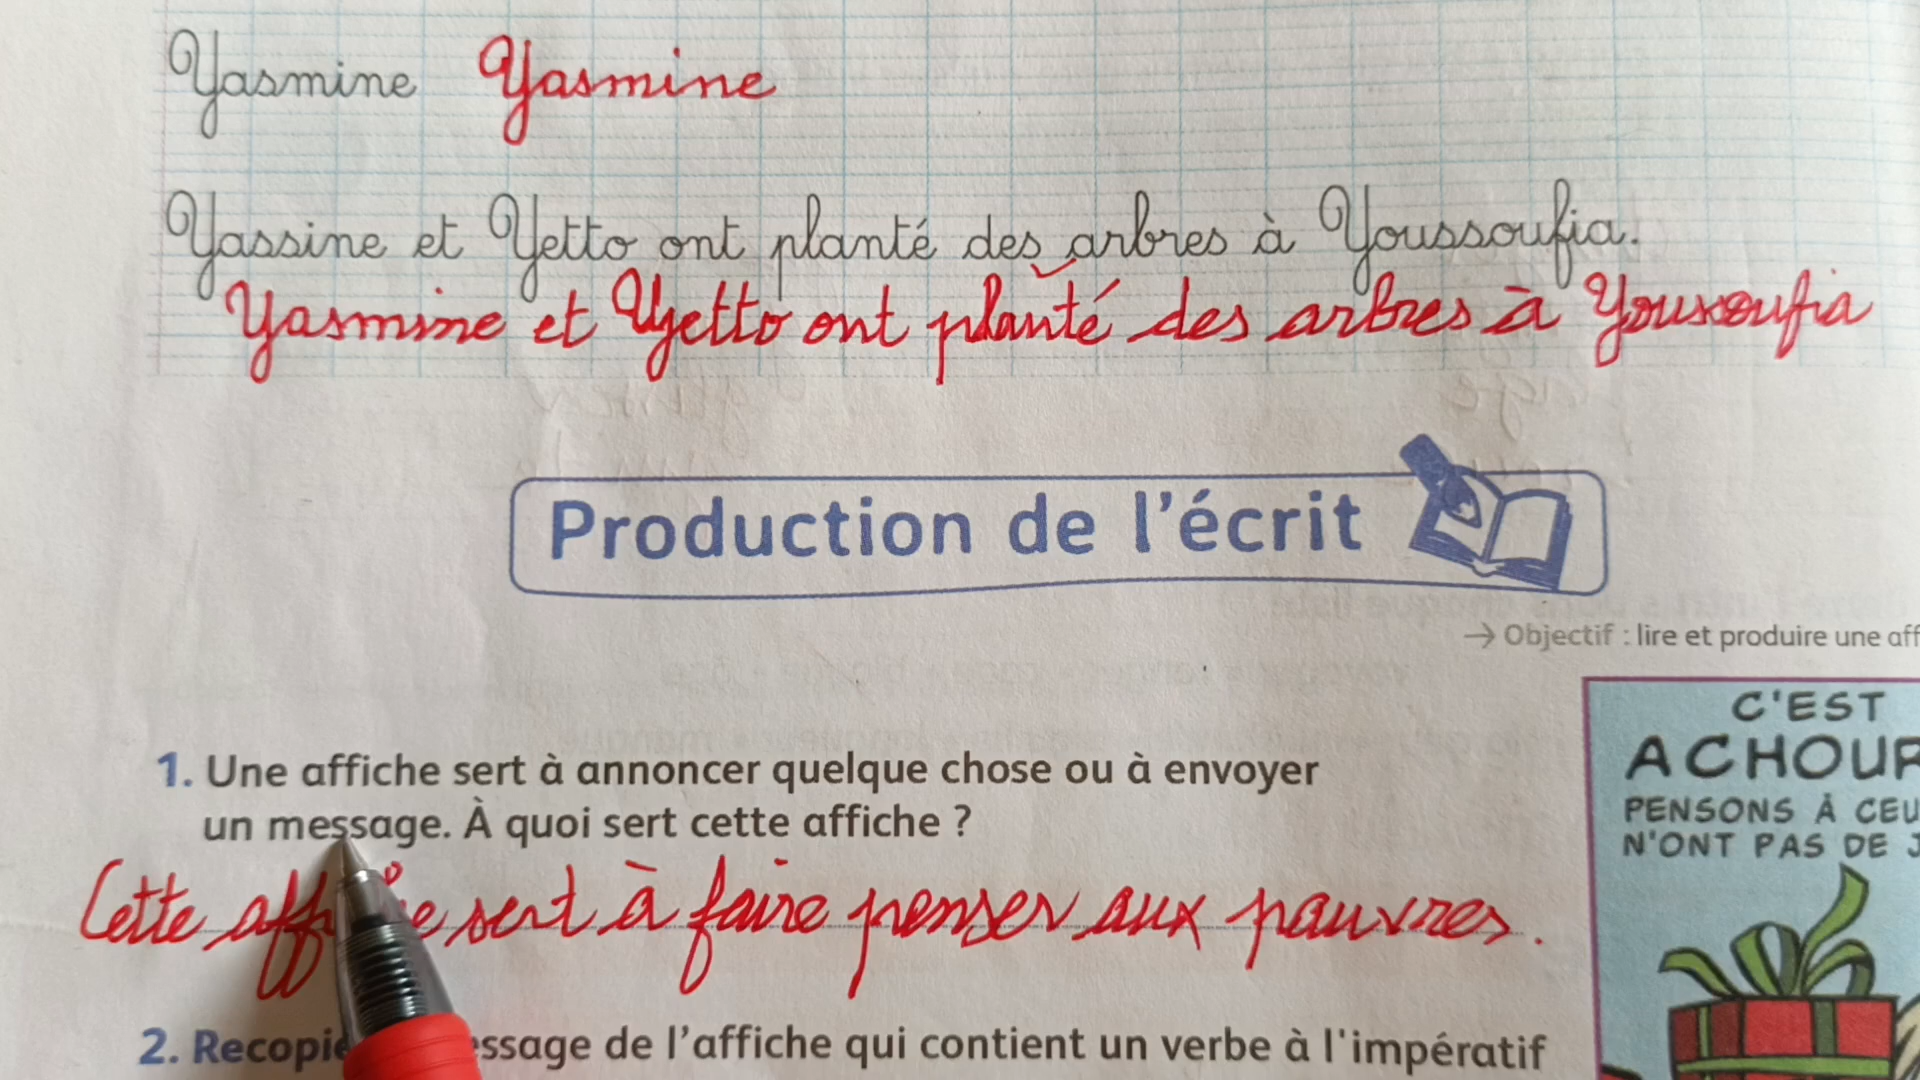 Yasmine Yasmine
Yassine et Yetto ont planté des arbres à Youssoufia.
Yasmine et Yetto ont planté des arbres à Youssoufia
Production de l'écrit
→ Objectif : lire et produire une aff
1. Une affiche sert à annoncer quelque chose ou à envoyer
un message. À quoi sert cette affiche ?
Cette affiche sert à faire penser aux pauvres.
2. Recopie ssage de l'affiche qui contient un verbe à l'impératif
C'EST
ACHOUR
PENSONS À CEU
N'ONT PAS DE J